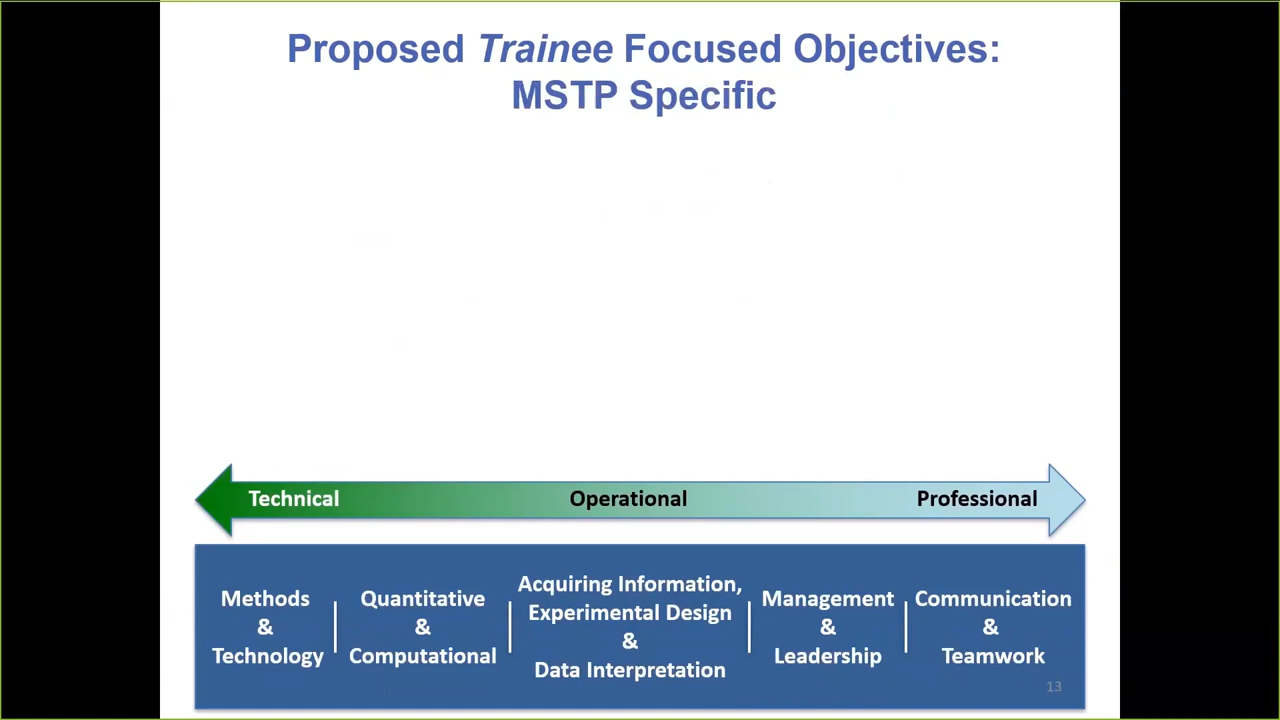 Proposed Trainee Focused Objectives:
MSTP Specific
Technical
Operational
Professional
Methods
&
Technology
Quantitative
&
Computational
Acquiring Information,
Experimental Design
&
Data Interpretation
Management
&
Leadership
Communication
&
Teamwork
13